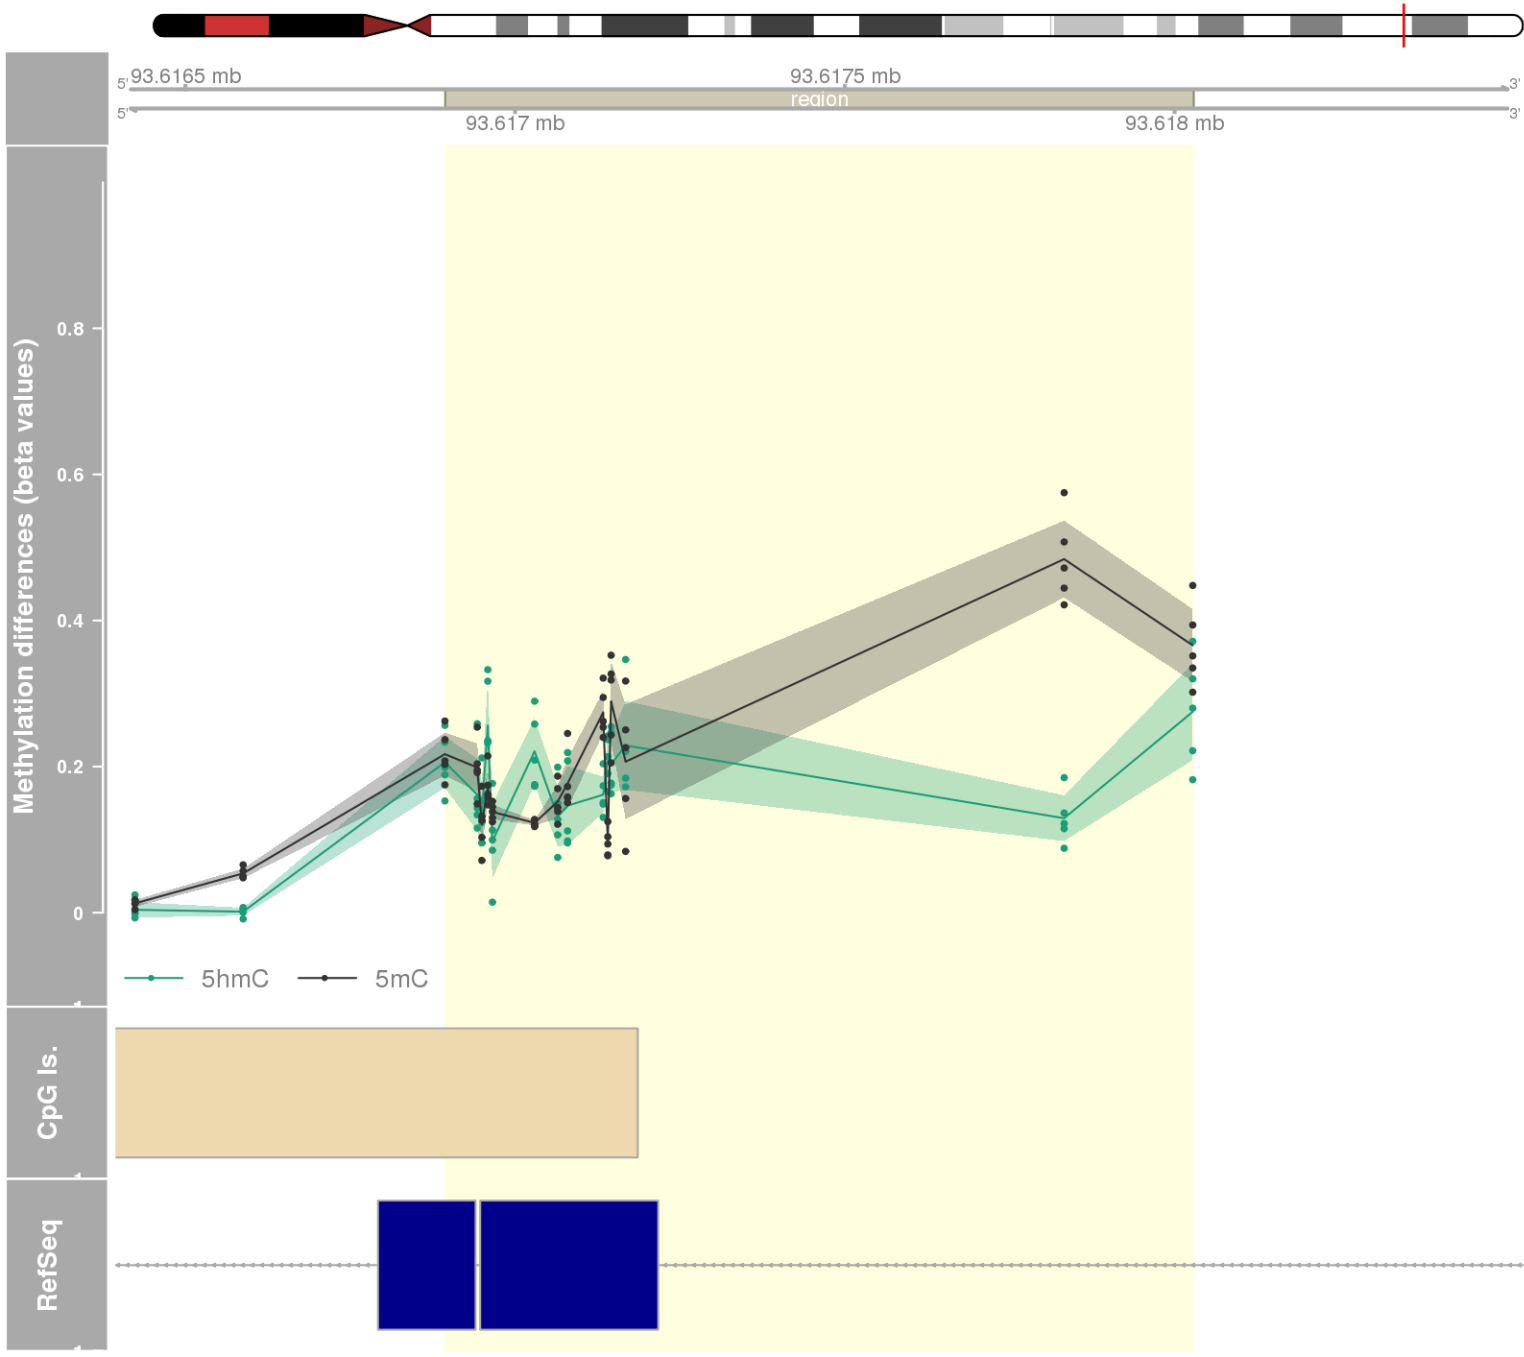 93.6165 mb
93.6175 mb
5'
3'
region
5'
3'
93.617 mb
93.618 mb
Methylation differences (beta values)
0.8
0.6
0.4
0.2
0
5hmC
5mC
CpG Is.
RefSeq